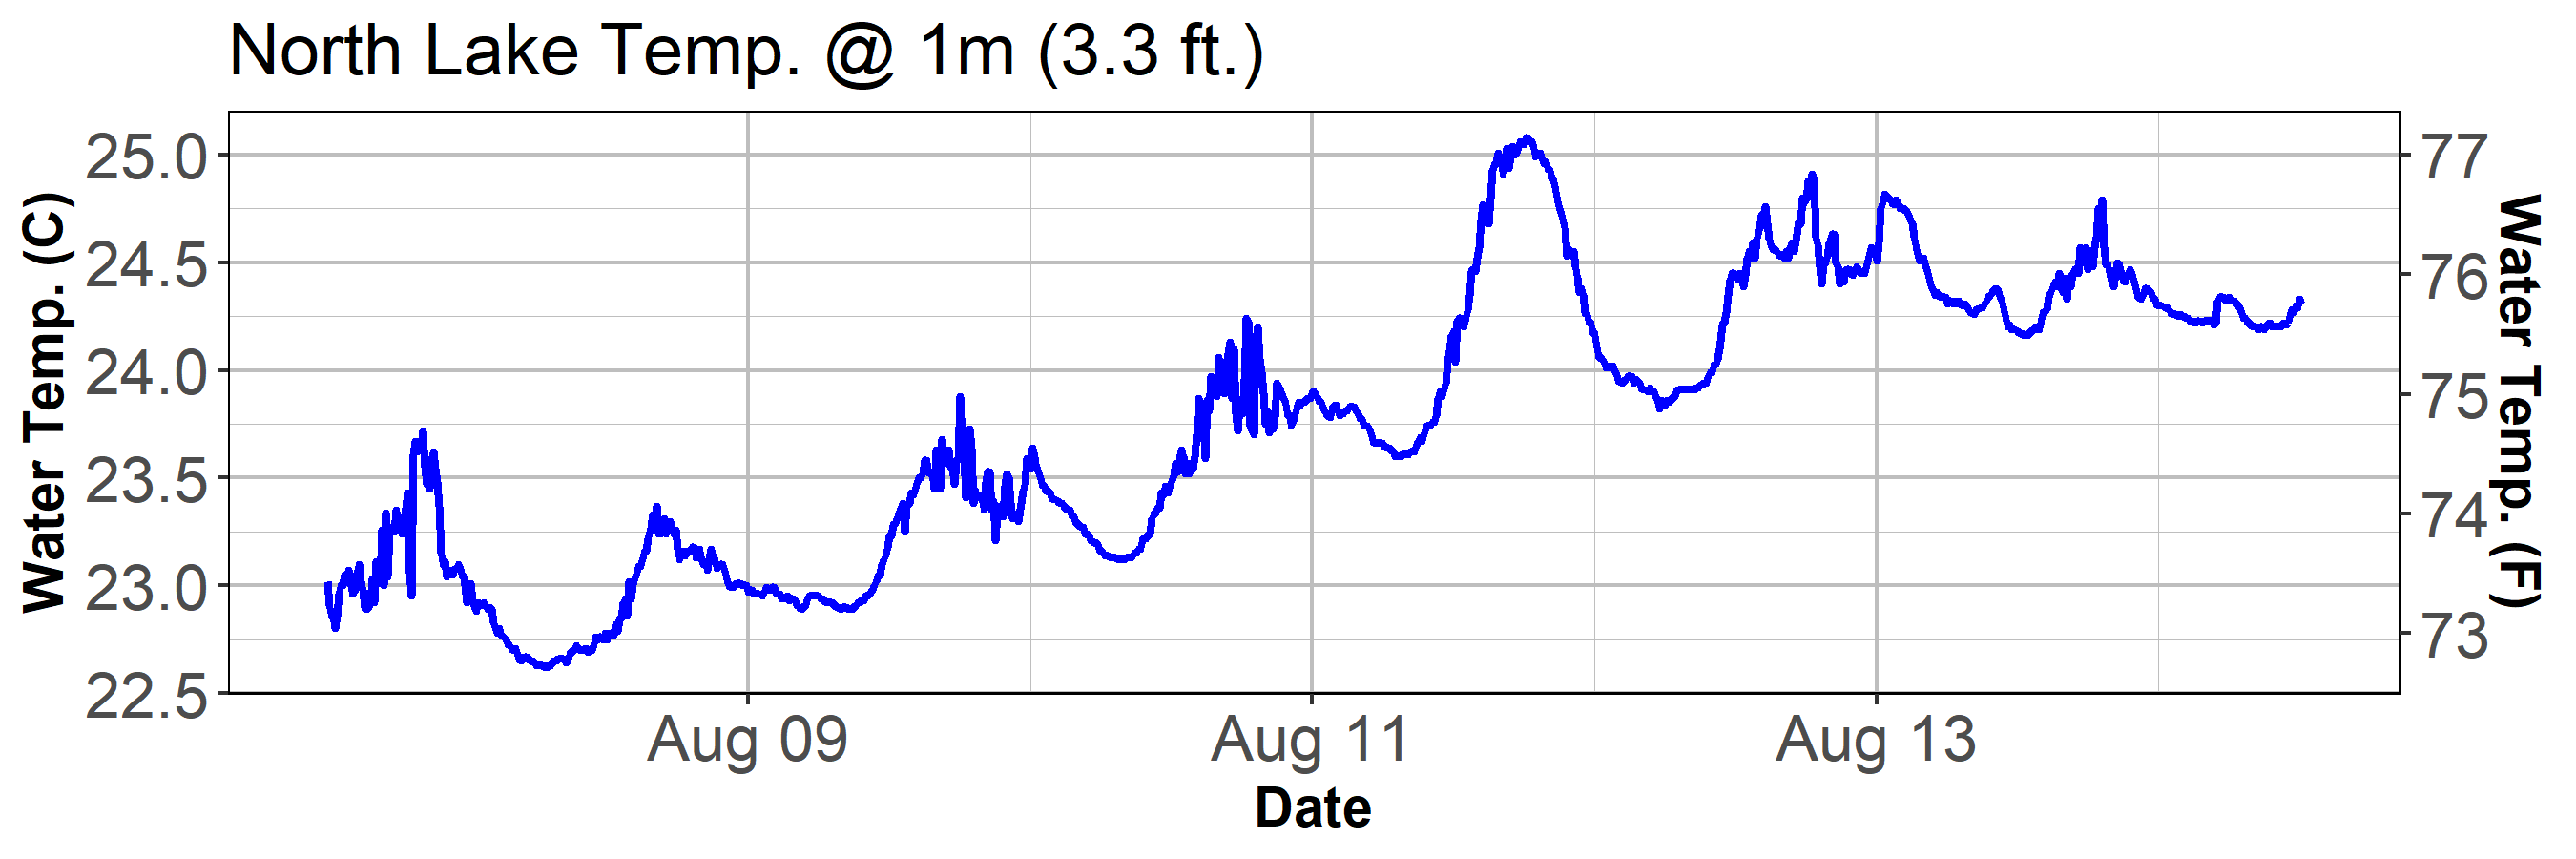 North Lake Temp. @ 1m (3.3 ft.)
Water Temp. (C)
25.0
24.5
24.0
23.5
23.0
22.5
77
76
75
74
73
Water Temp. (F)
Aug 09 Aug 11 Aug 13
Date